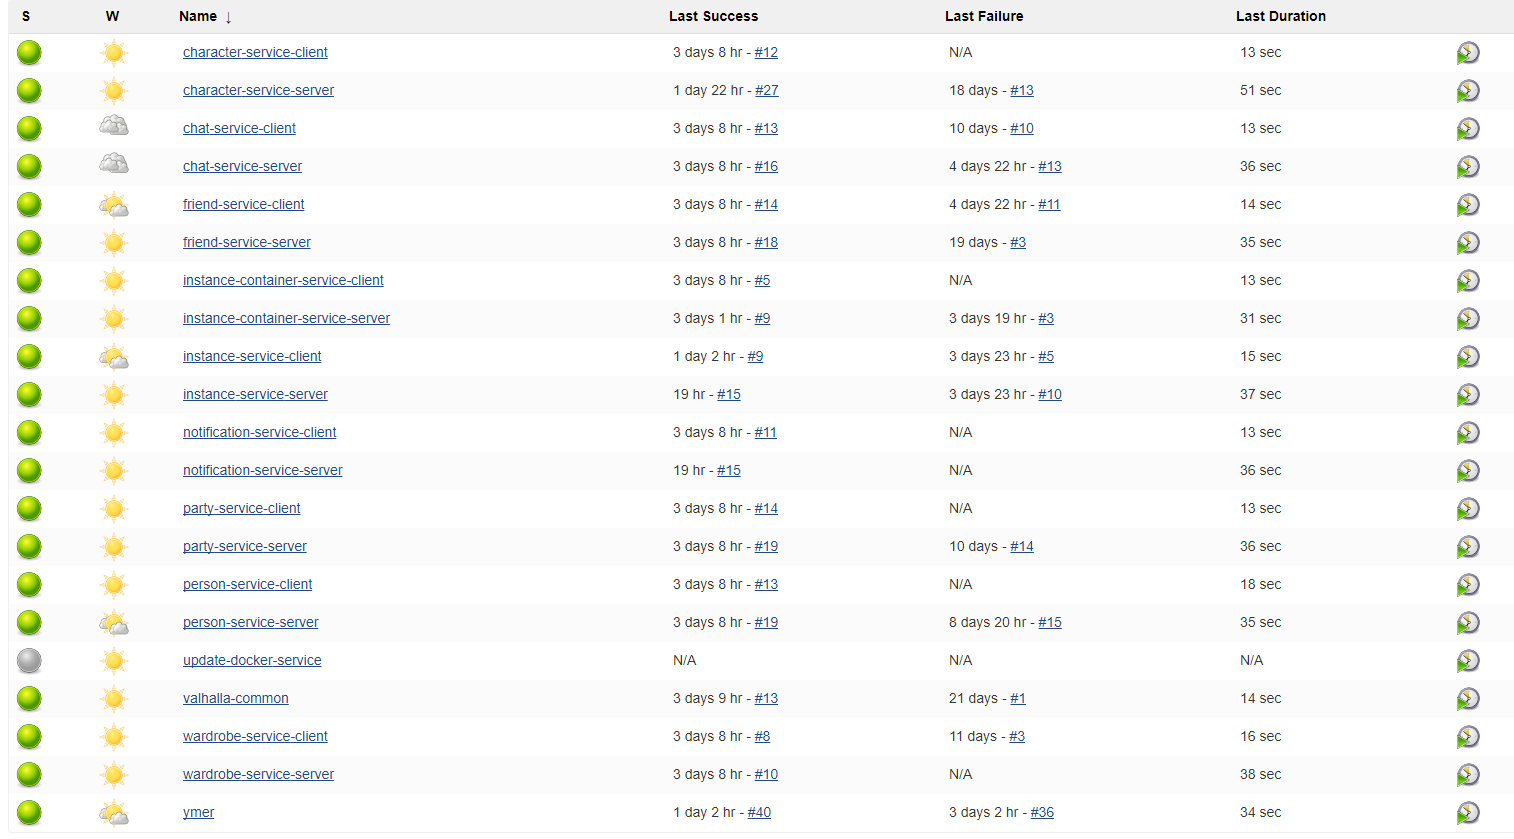 S W Name ↓ Last Success Last Failure Last Duration
character-service-client 3 days 8 hr - #12 N/A 13 sec
character-service-server 1 day 22 hr - #27 18 days - #13 51 sec
chat-service-client 3 days 8 hr - #13 10 days - #10 13 sec
chat-service-server 3 days 8 hr - #16 4 days 22 hr - #13 36 sec
friend-service-client 3 days 8 hr - #14 4 days 22 hr - #11 14 sec
friend-service-server 3 days 8 hr - #18 19 days - #3 35 sec
instance-container-service-client 3 days 8 hr - #5 N/A 13 sec
instance-container-service-server 3 days 1 hr - #9 3 days 19 hr - #3 31 sec
instance-service-client 1 day 2 hr - #9 3 days 23 hr - #5 15 sec
instance-service-server 19 hr - #15 3 days 23 hr - #10 37 sec
notification-service-client 3 days 8 hr - #11 N/A 13 sec
notification-service-server 19 hr - #15 N/A 36 sec
party-service-client 3 days 8 hr - #14 N/A 13 sec
party-service-server 3 days 8 hr - #19 10 days - #14 36 sec
person-service-client 3 days 8 hr - #13 N/A 18 sec
person-service-server 3 days 8 hr - #19 8 days 20 hr - #15 35 sec
update-docker-service N/A N/A N/A
valhalla-common 3 days 9 hr - #13 21 days - #1 14 sec
wardrobe-service-client 3 days 8 hr - #8 11 days - #3 16 sec
wardrobe-service-server 3 days 8 hr - #10 N/A 38 sec
ymer 1 day 2 hr - #40 3 days 2 hr - #36 34 sec